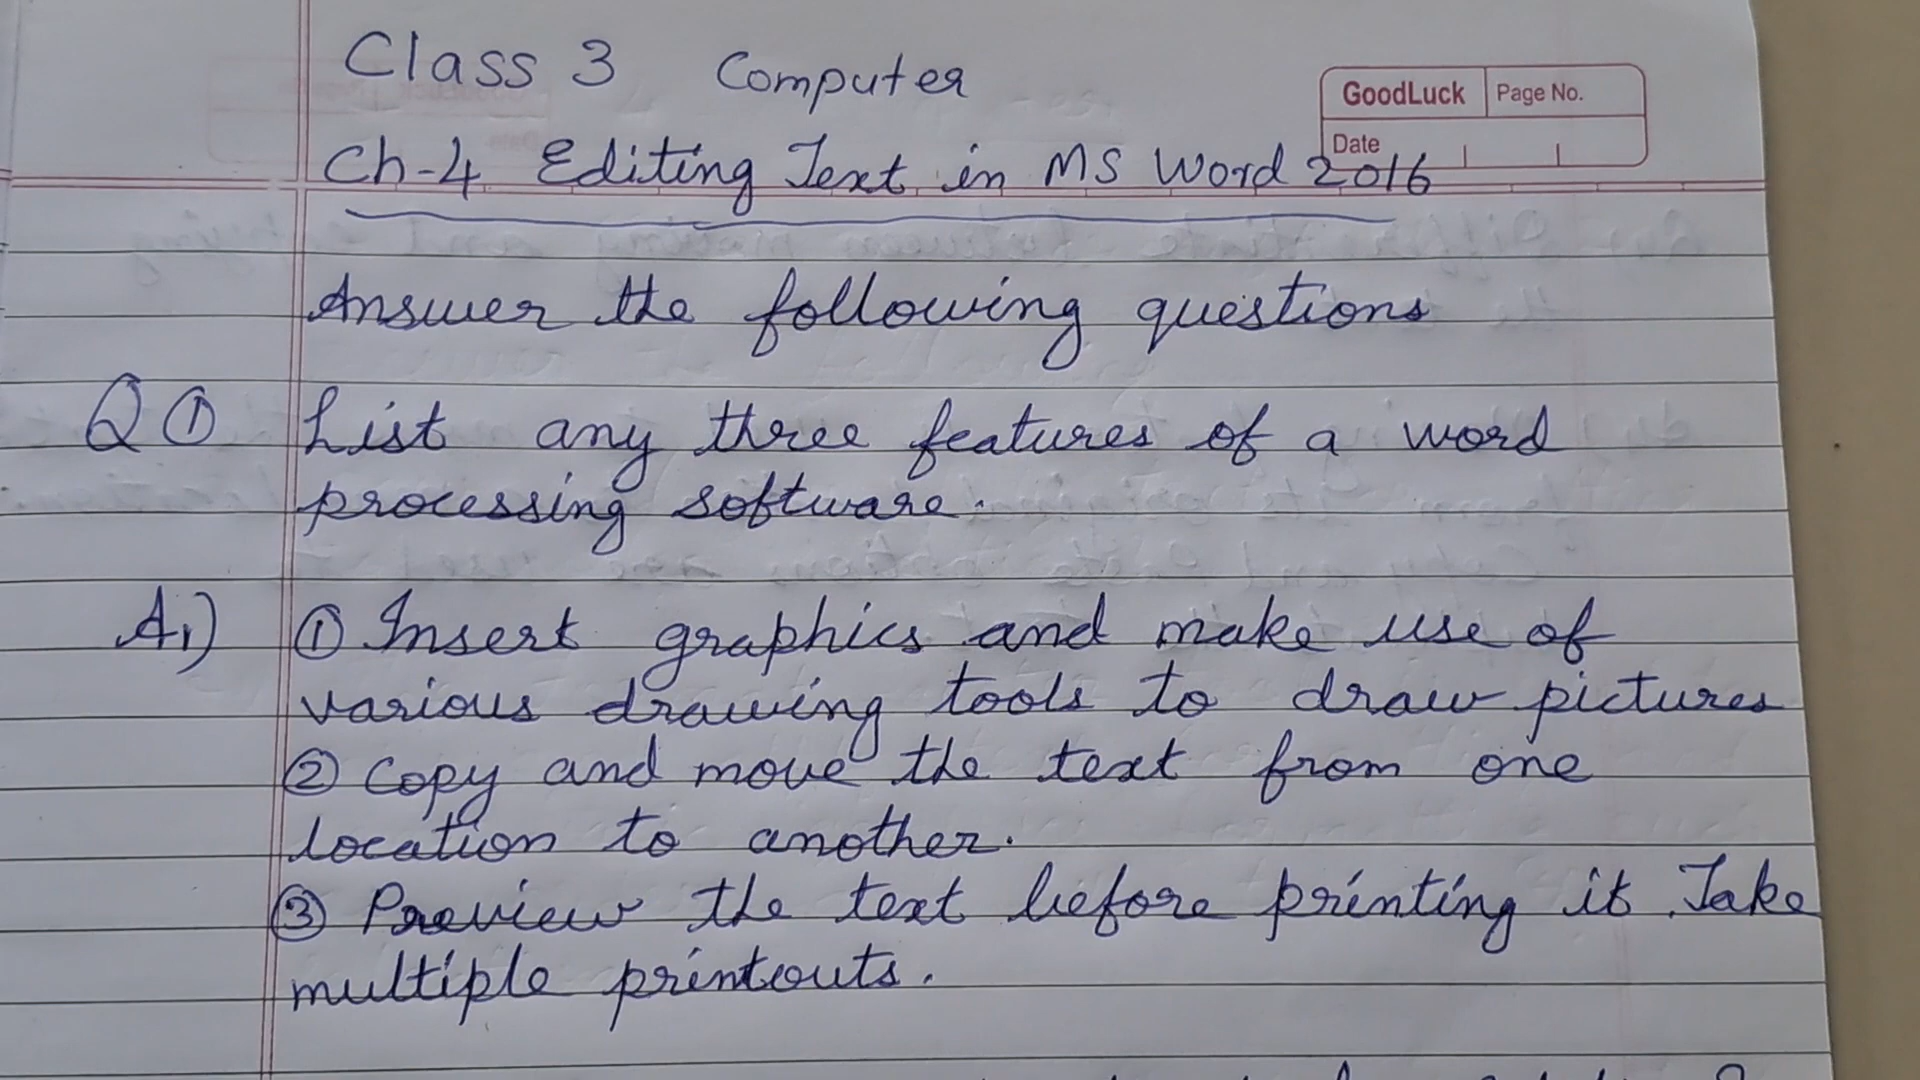 Class 3 Computer
GoodLuck Page No.
Date
Ch-4 Editing Text in MS Word 2016
Answer the following questions
Q① List any three features of a word
processing software.
A1) ① Insert graphics and make use of
various drawing tools to draw pictures
② Copy and move the text from one
location to another.
③ Preview the text before printing it. Take
multiple printouts.